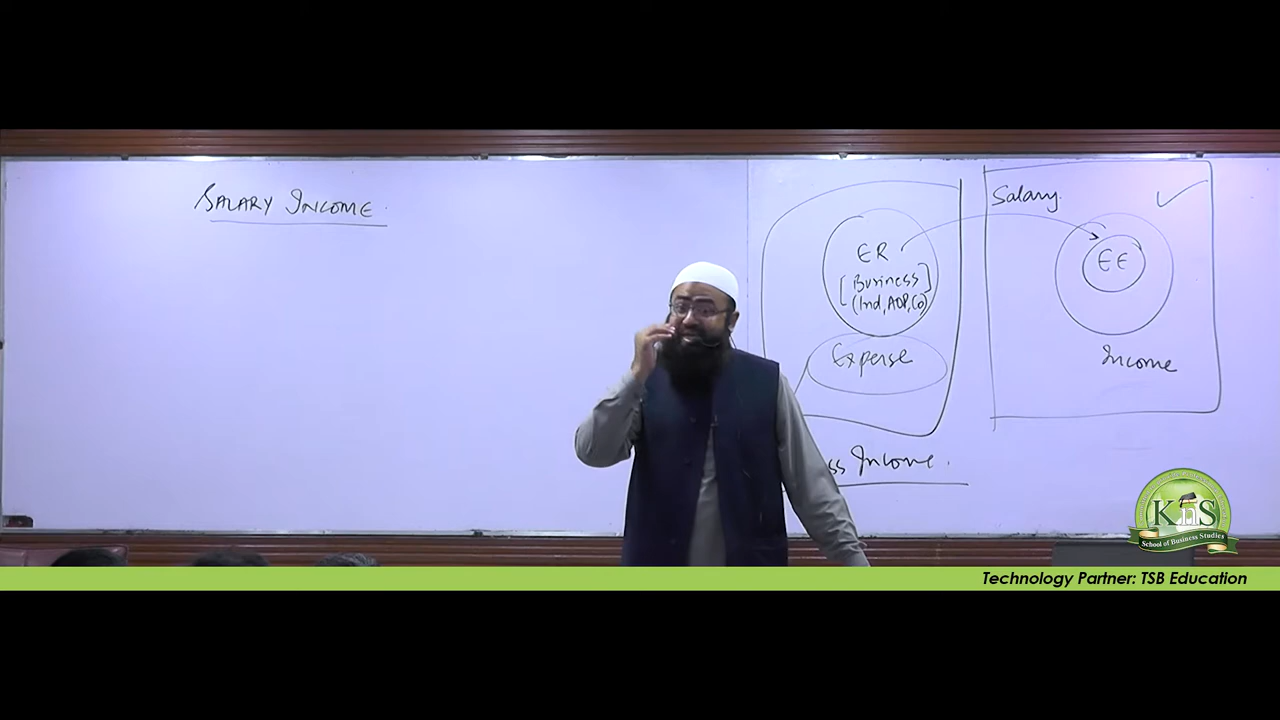 SALARY INCOME
ER
[Business]
(Ind, AOP, Co)
Expense
ss Income.
Salary
EE
Income
KnS
School of Business Studies
Technology Partner: TSB Education